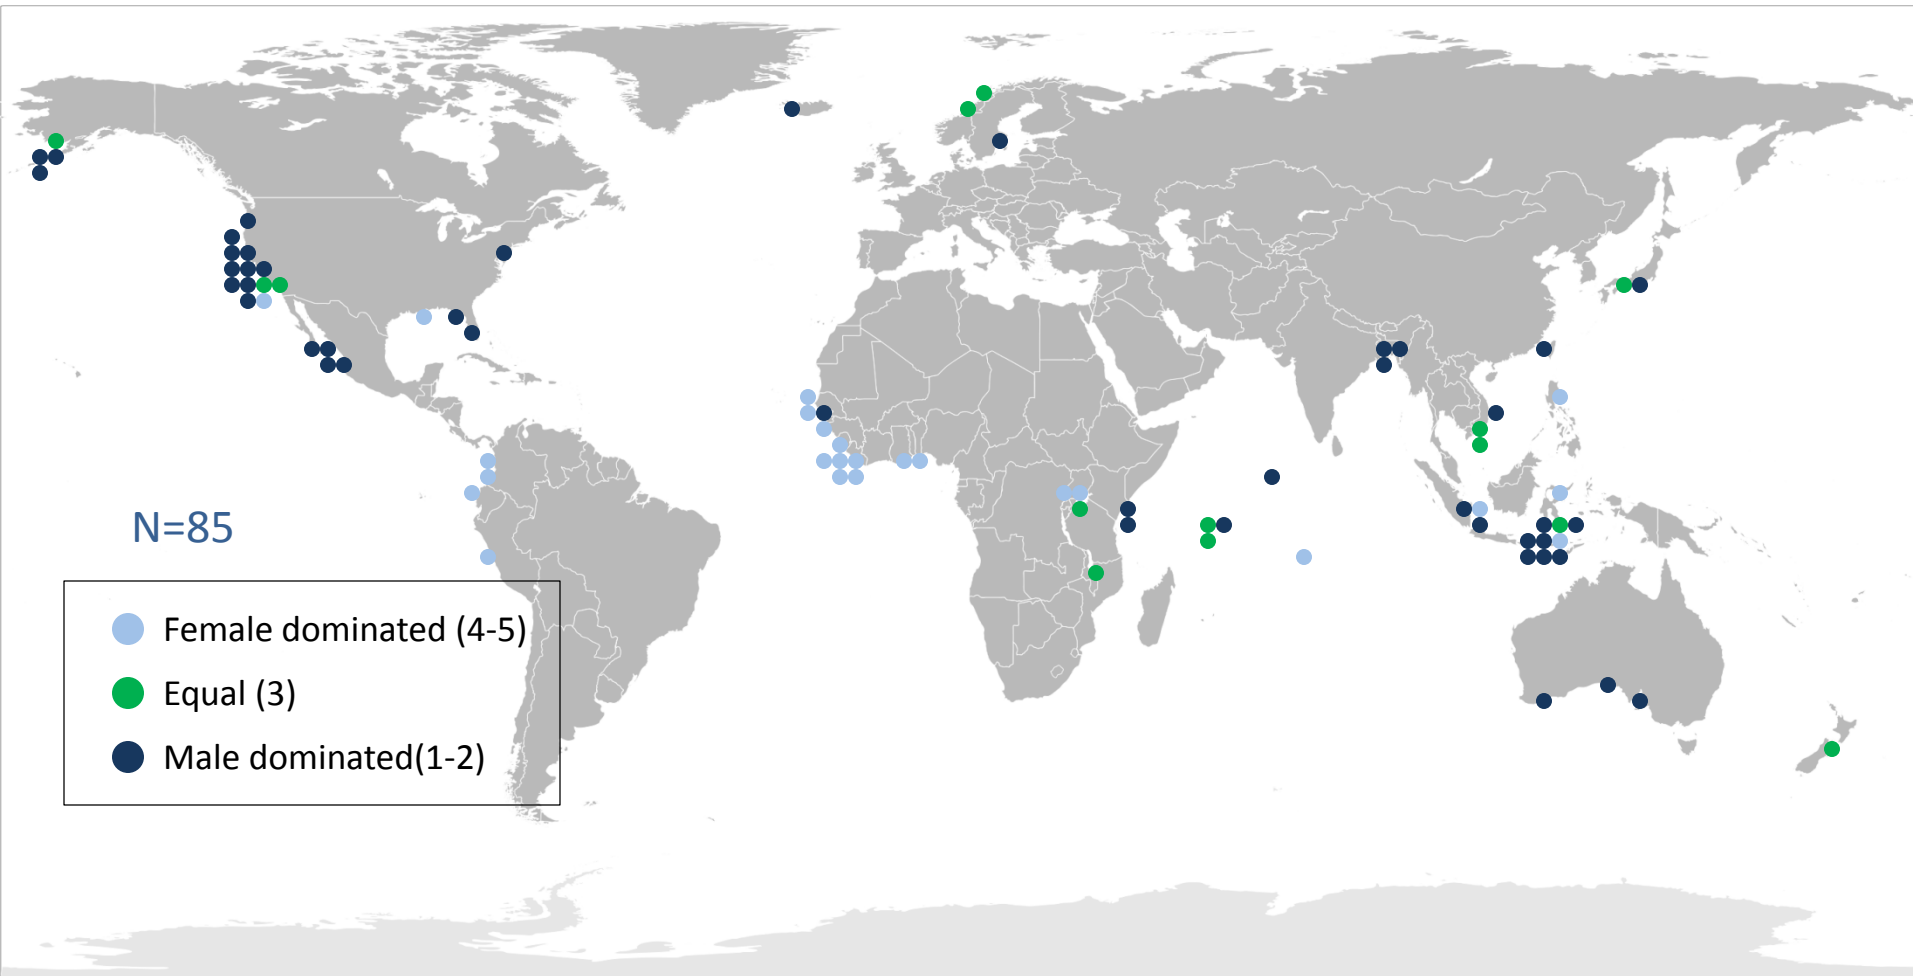 N=85
Female dominated (4-5)
Equal (3)
Male dominated(1-2)